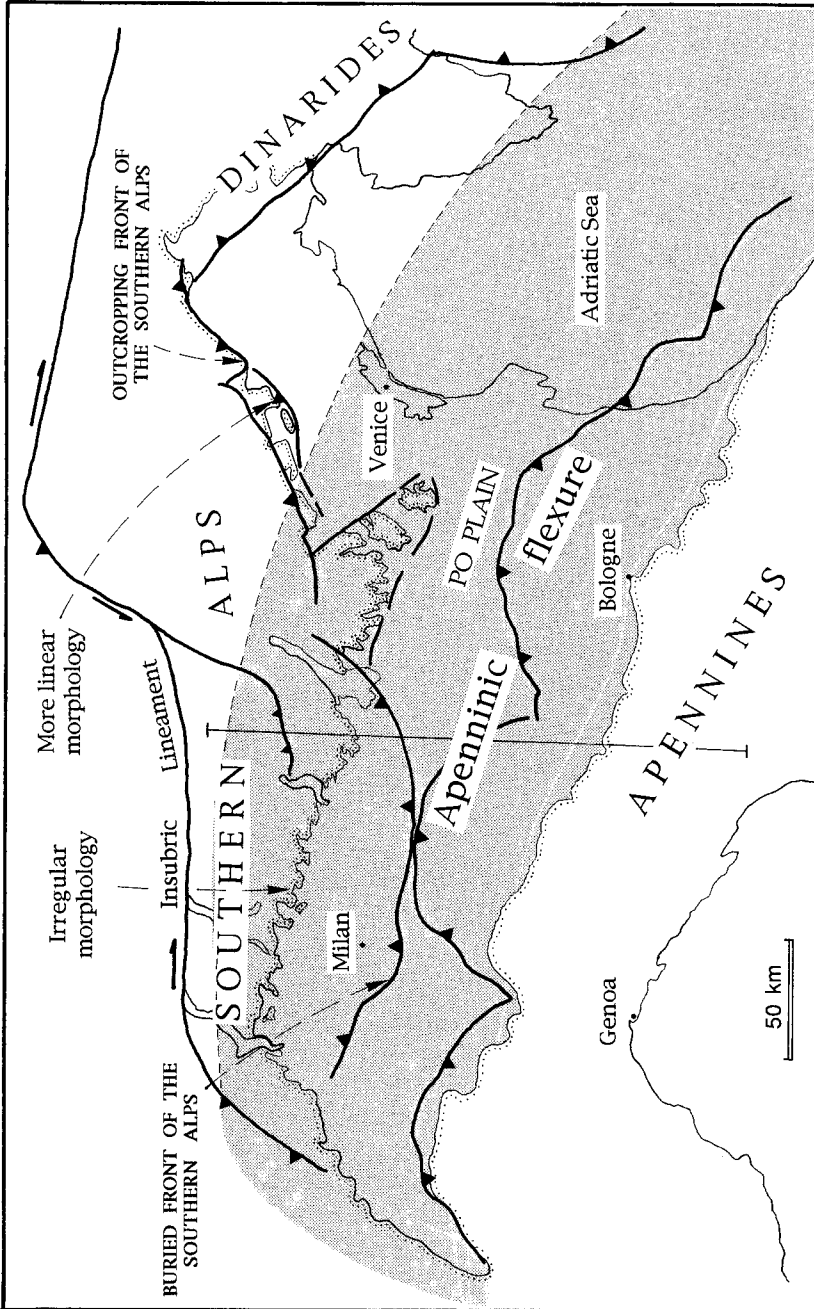 Irregular
morphology
More linear
morphology
OUTCROPPING FRONT OF
THE SOUTHERN ALPS
BURIED FRONT OF THE
SOUTHERN ALPS
Insubric Lineament
SOUTHERN ALPS
DINARIDES
Milan
Venice
PO PLAIN
Adriatic Sea
Apenninic flexure
Bologne
APENNINES
Genoa
50 km